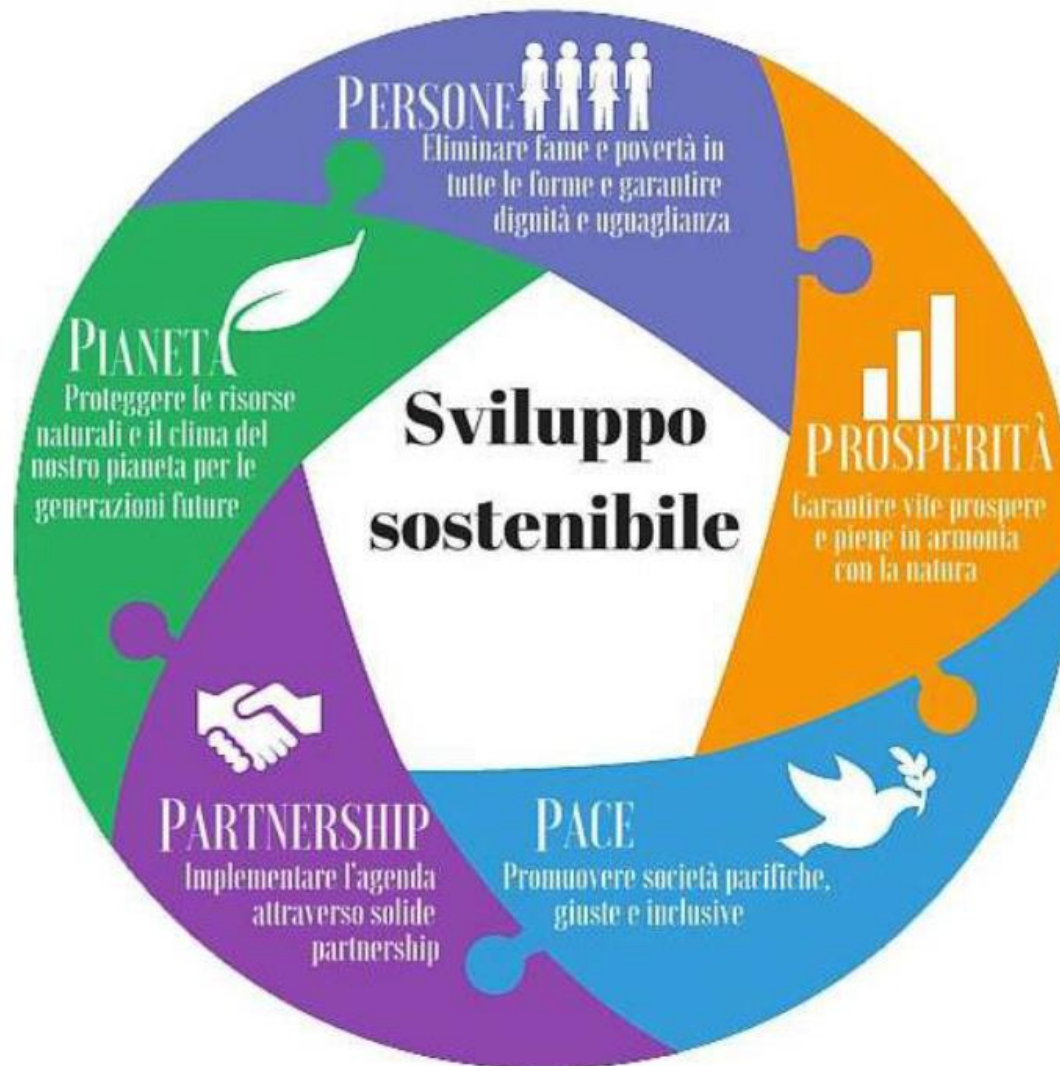 PERSONE
Eliminare fame e povertà in
tutte le forme e garantire
dignità e uguaglianza
PROSPERITÀ
Garantire vite prospere
e piene in armonia
con la natura
PACE
Promuovere società pacifiche,
giuste e inclusive
PARTNERSHIP
Implementare l'agenda
attraverso solide
partnership
PIANETA
Proteggere le risorse
naturali e il clima del
nostro pianeta per le
generazioni future
Sviluppo
sostenibile